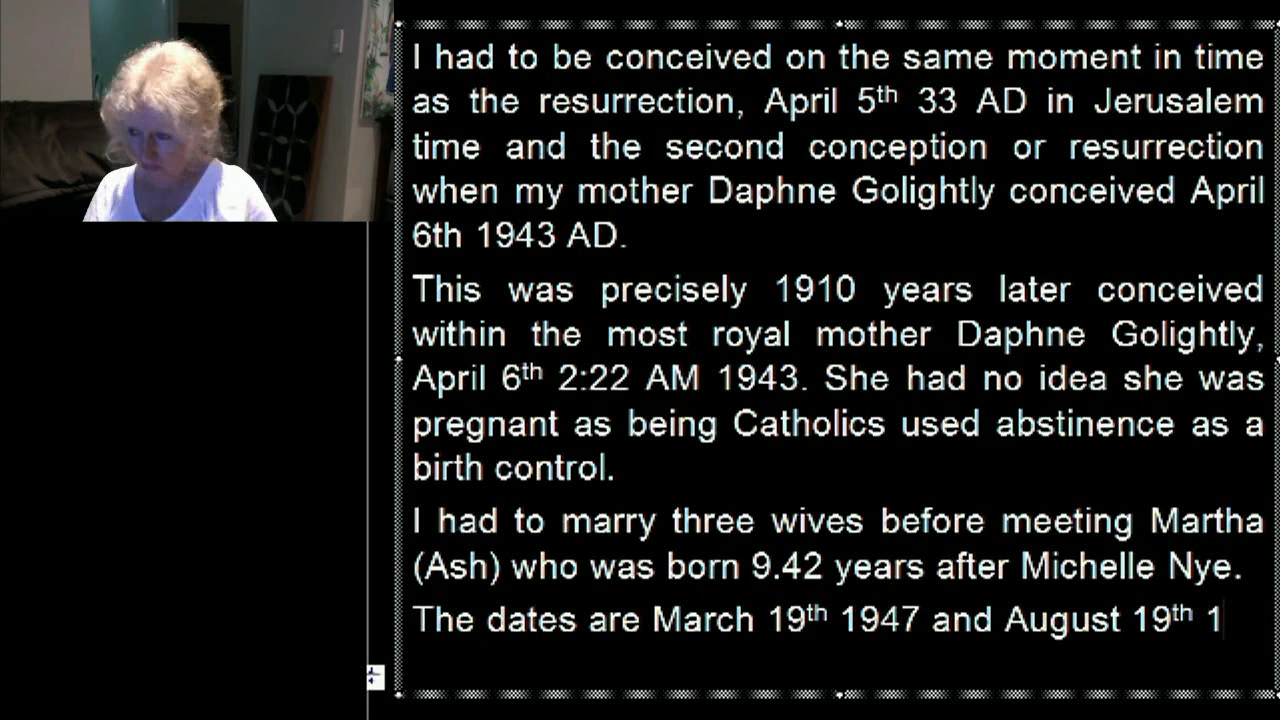 I had to be conceived on the same moment in time
as the resurrection, April 5th 33 AD in Jerusalem
time and the second conception or resurrection
when my mother Daphne Golightly conceived April
6th 1943 AD.
This was precisely 1910 years later conceived
within the most royal mother Daphne Golightly,
April 6th 2:22 AM 1943. She had no idea she was
pregnant as being Catholics used abstinence as a
birth control.
I had to marry three wives before meeting Martha
(Ash) who was born 9.42 years after Michelle Nye.
The dates are March 19th 1947 and August 19th 1